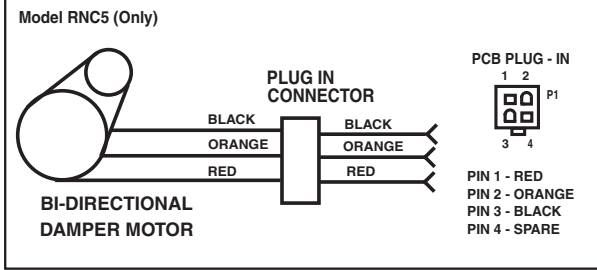 Model RNC5 (Only)
PLUG IN
CONNECTOR
BLACK
ORANGE
RED
BLACK
ORANGE
RED
BI-DIRECTIONAL
DAMPER MOTOR
PCB PLUG - IN
1 2
P1
3 4
PIN 1 - RED
PIN 2 - ORANGE
PIN 3 - BLACK
PIN 4 - SPARE